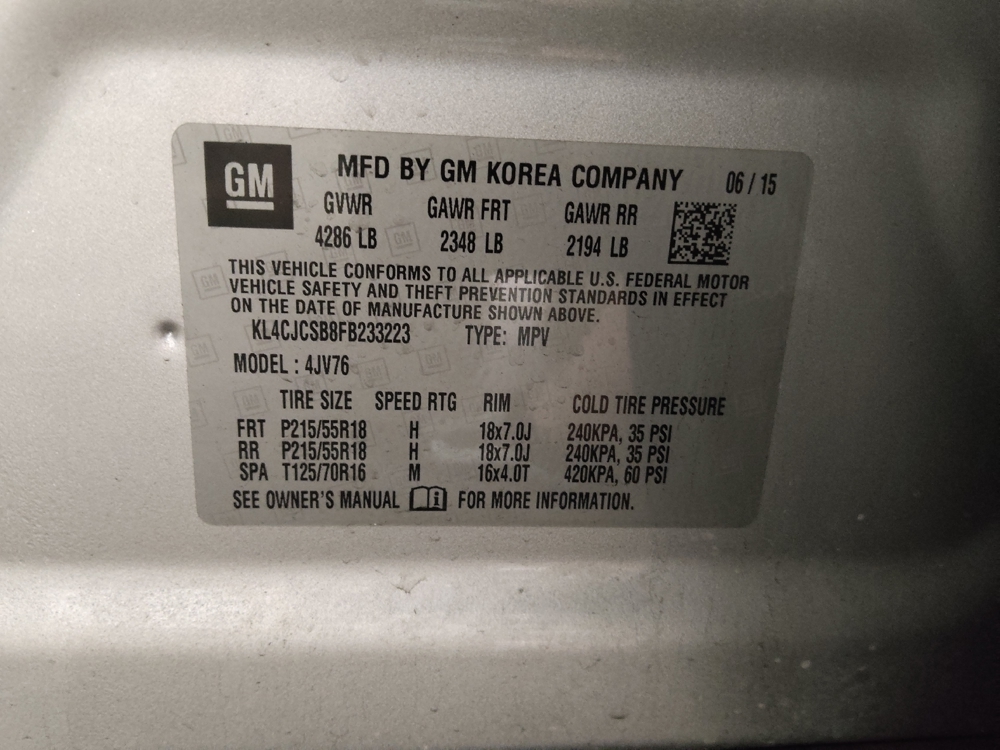 GM
MFD BY GM KOREA COMPANY 06 / 15
GVWR GAWR FRT GAWR RR
4286 LB 2348 LB 2194 LB
THIS VEHICLE CONFORMS TO ALL APPLICABLE U.S. FEDERAL MOTOR
VEHICLE SAFETY AND THEFT PREVENTION STANDARDS IN EFFECT
ON THE DATE OF MANUFACTURE SHOWN ABOVE.
KL4CJCSB8FB233223 TYPE: MPV
MODEL : 4JV76
TIRE SIZE SPEED RTG RIM COLD TIRE PRESSURE
FRT P215/55R18 H 18x7.0J 240KPA, 35 PSI
RR P215/55R18 H 18x7.0J 240KPA, 35 PSI
SPA T125/70R16 M 16x4.0T 420KPA, 60 PSI
SEE OWNER'S MANUAL FOR MORE INFORMATION.